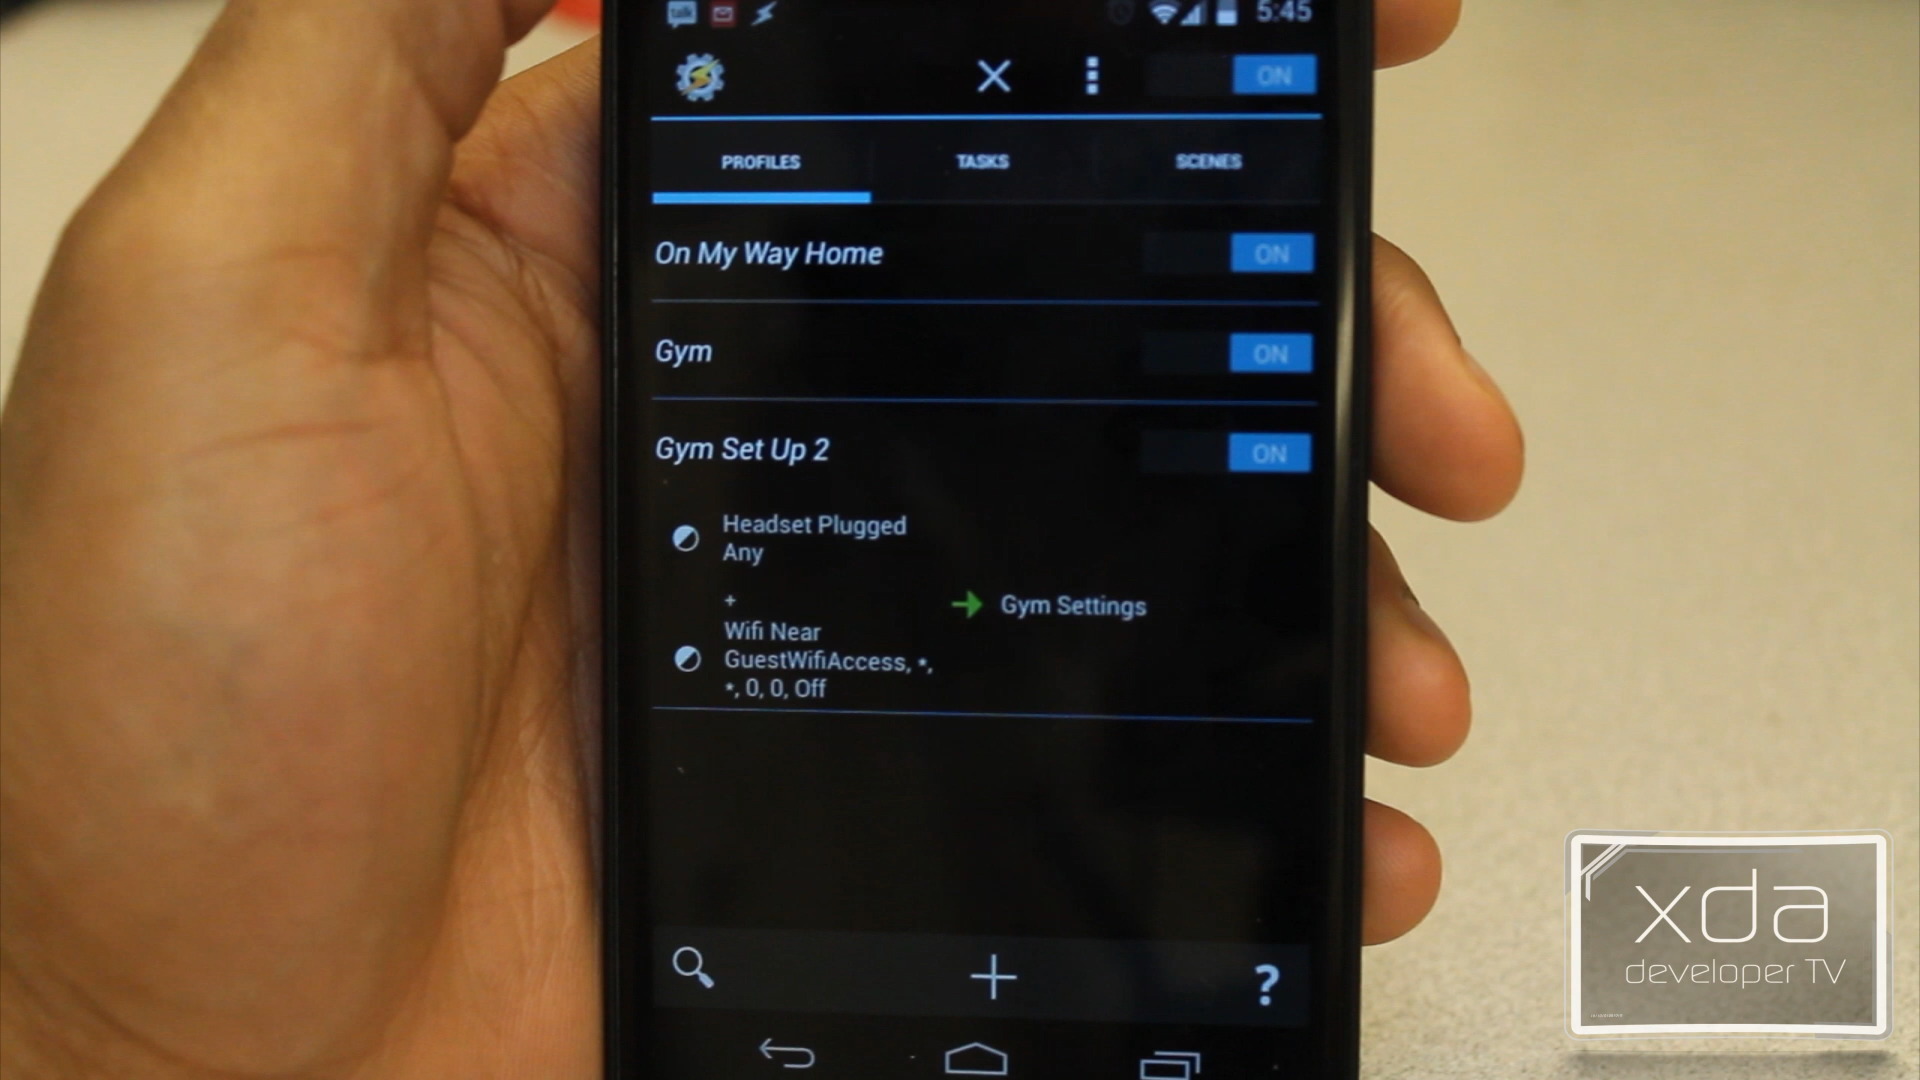 talk
5:45
ON
PROFILES TASKS SCENES
On My Way Home ON
Gym ON
Gym Set Up 2 ON
Headset Plugged
Any
+
Gym Settings
Wifi Near
GuestWifiAccess, *,
*, 0, 0, Off
?
xda
developer TV